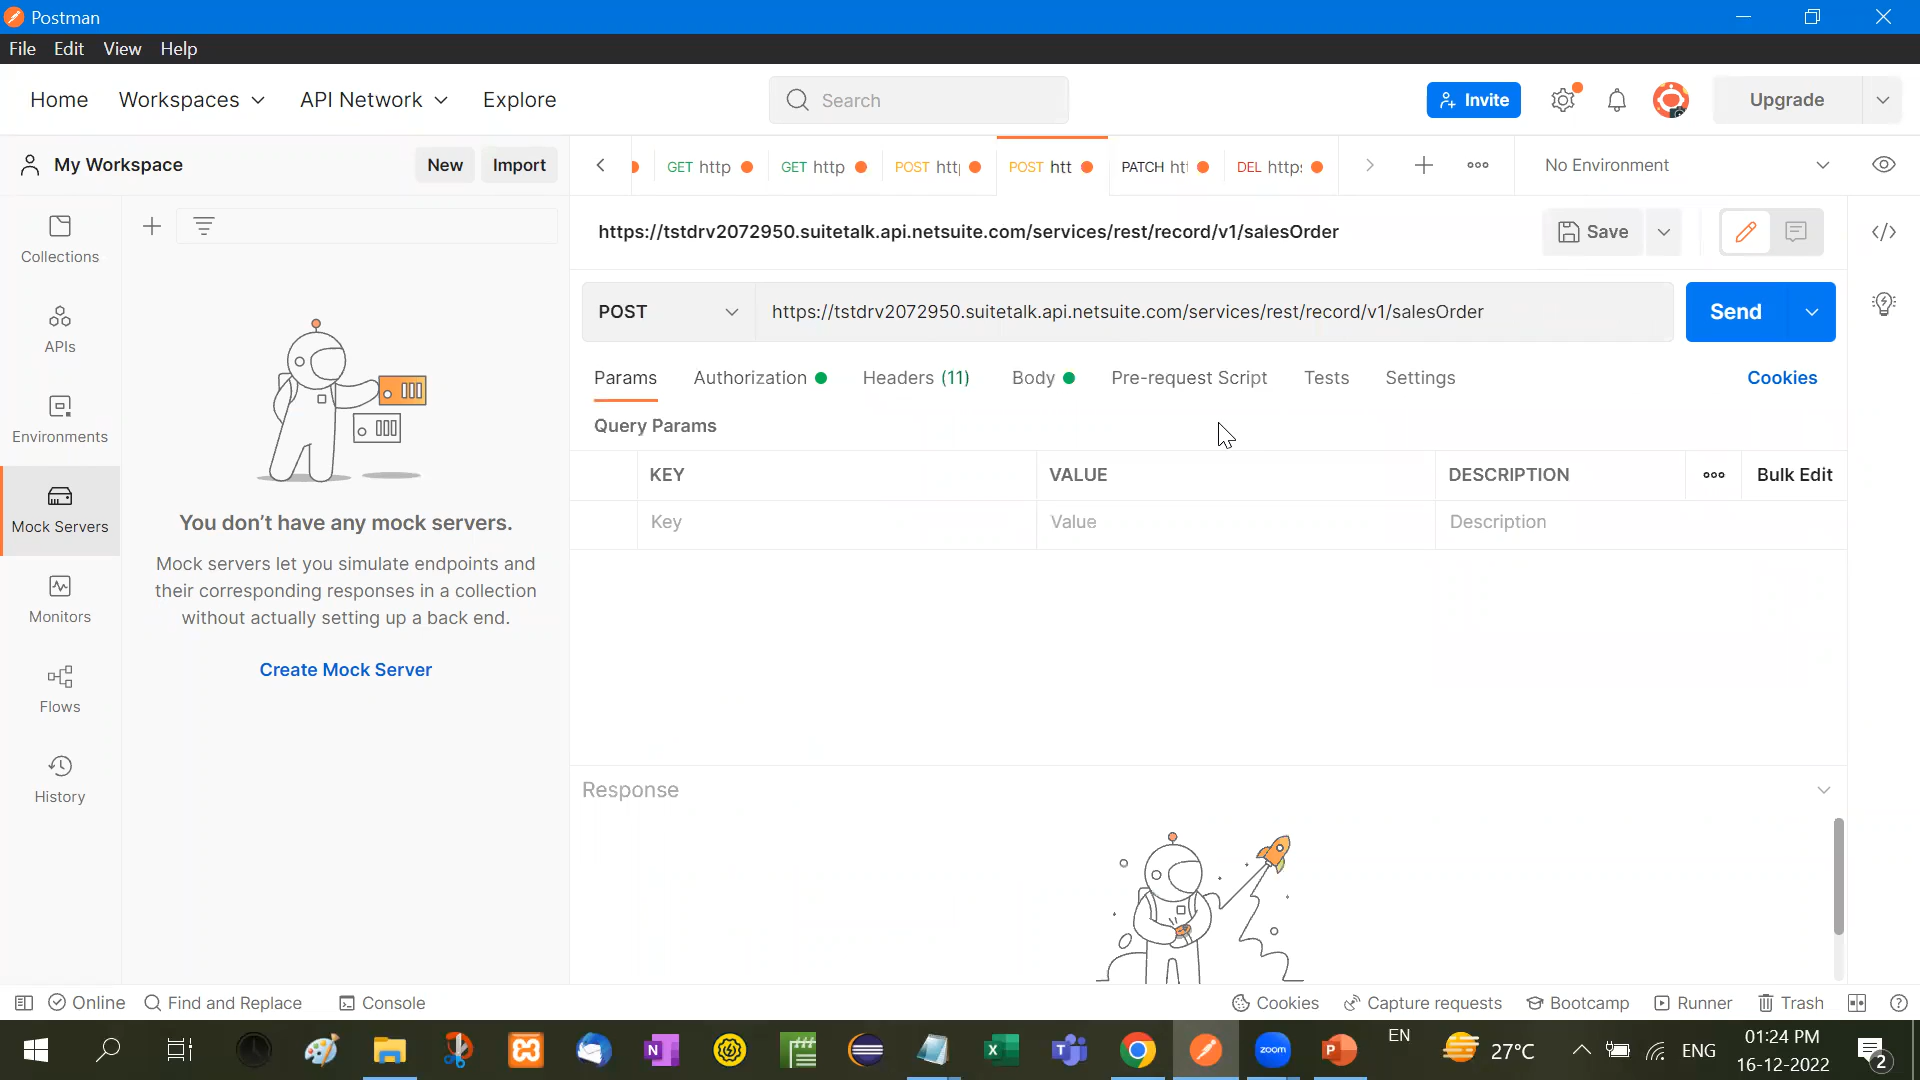 Postman
File Edit View Help
Home Workspaces API Network Explore
Search
Invite
Upgrade
My Workspace
New Import
GET http GET http POST htt POST htt PATCH ht DEL https
No Environment
https://tstdrv2072950.suitetalk.api.netsuite.com/services/rest/record/v1/salesOrder
Save
POST https://tstdrv2072950.suitetalk.api.netsuite.com/services/rest/record/v1/salesOrder
Send
Params Authorization Headers (11) Body Pre-request Script Tests Settings
Cookies
Query Params
KEY VALUE DESCRIPTION Bulk Edit
Key Value Description
Collections
APIs
Environments
Mock Servers
Monitors
Flows
History
You don’t have any mock servers.
Mock servers let you simulate endpoints and
their corresponding responses in a collection
without actually setting up a back end.
Create Mock Server
Response
Online Find and Replace Console
Cookies Capture requests Bootcamp Runner Trash
N
X
T
zoom
P
EN
27°C
ENG
01:24 PM
16-12-2022
2